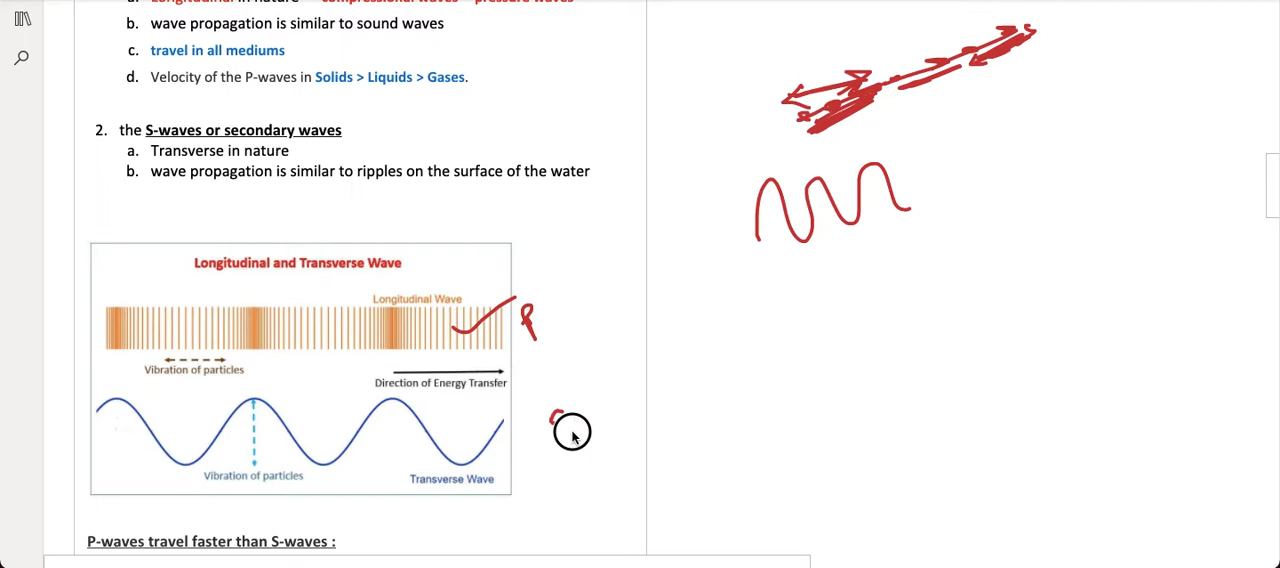 b. wave propagation is similar to sound waves
c. travel in all mediums
d. Velocity of the P-waves in Solids > Liquids > Gases.
2. the S-waves or secondary waves
a. Transverse in nature
b. wave propagation is similar to ripples on the surface of the water
Longitudinal and Transverse Wave
Longitudinal Wave
P
Vibration of particles
Direction of Energy Transfer
Vibration of particles
Transverse Wave
P-waves travel faster than S-waves :